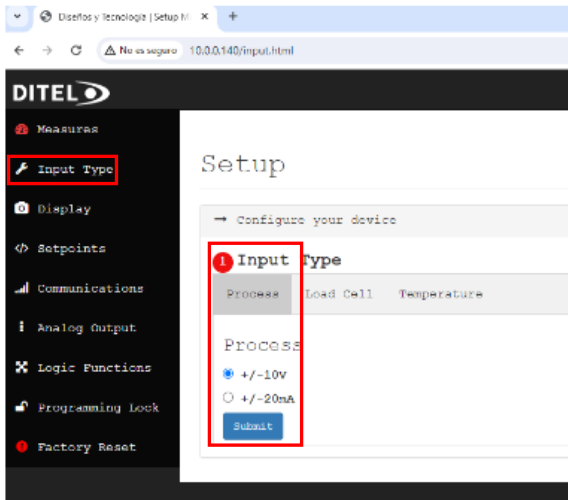 Diseños y Tecnología | Setup M
No es seguro 10.0.0.140/input.html
DITEL
Measures
Input Type
Display
Setpoints
Communications
Analog Output
Logic Functions
Programming Lock
Factory Reset
Setup
→ Configure your device
1 Input Type
Process Load Cell Temperature
Process
+/-10V
+/-20mA
Submit